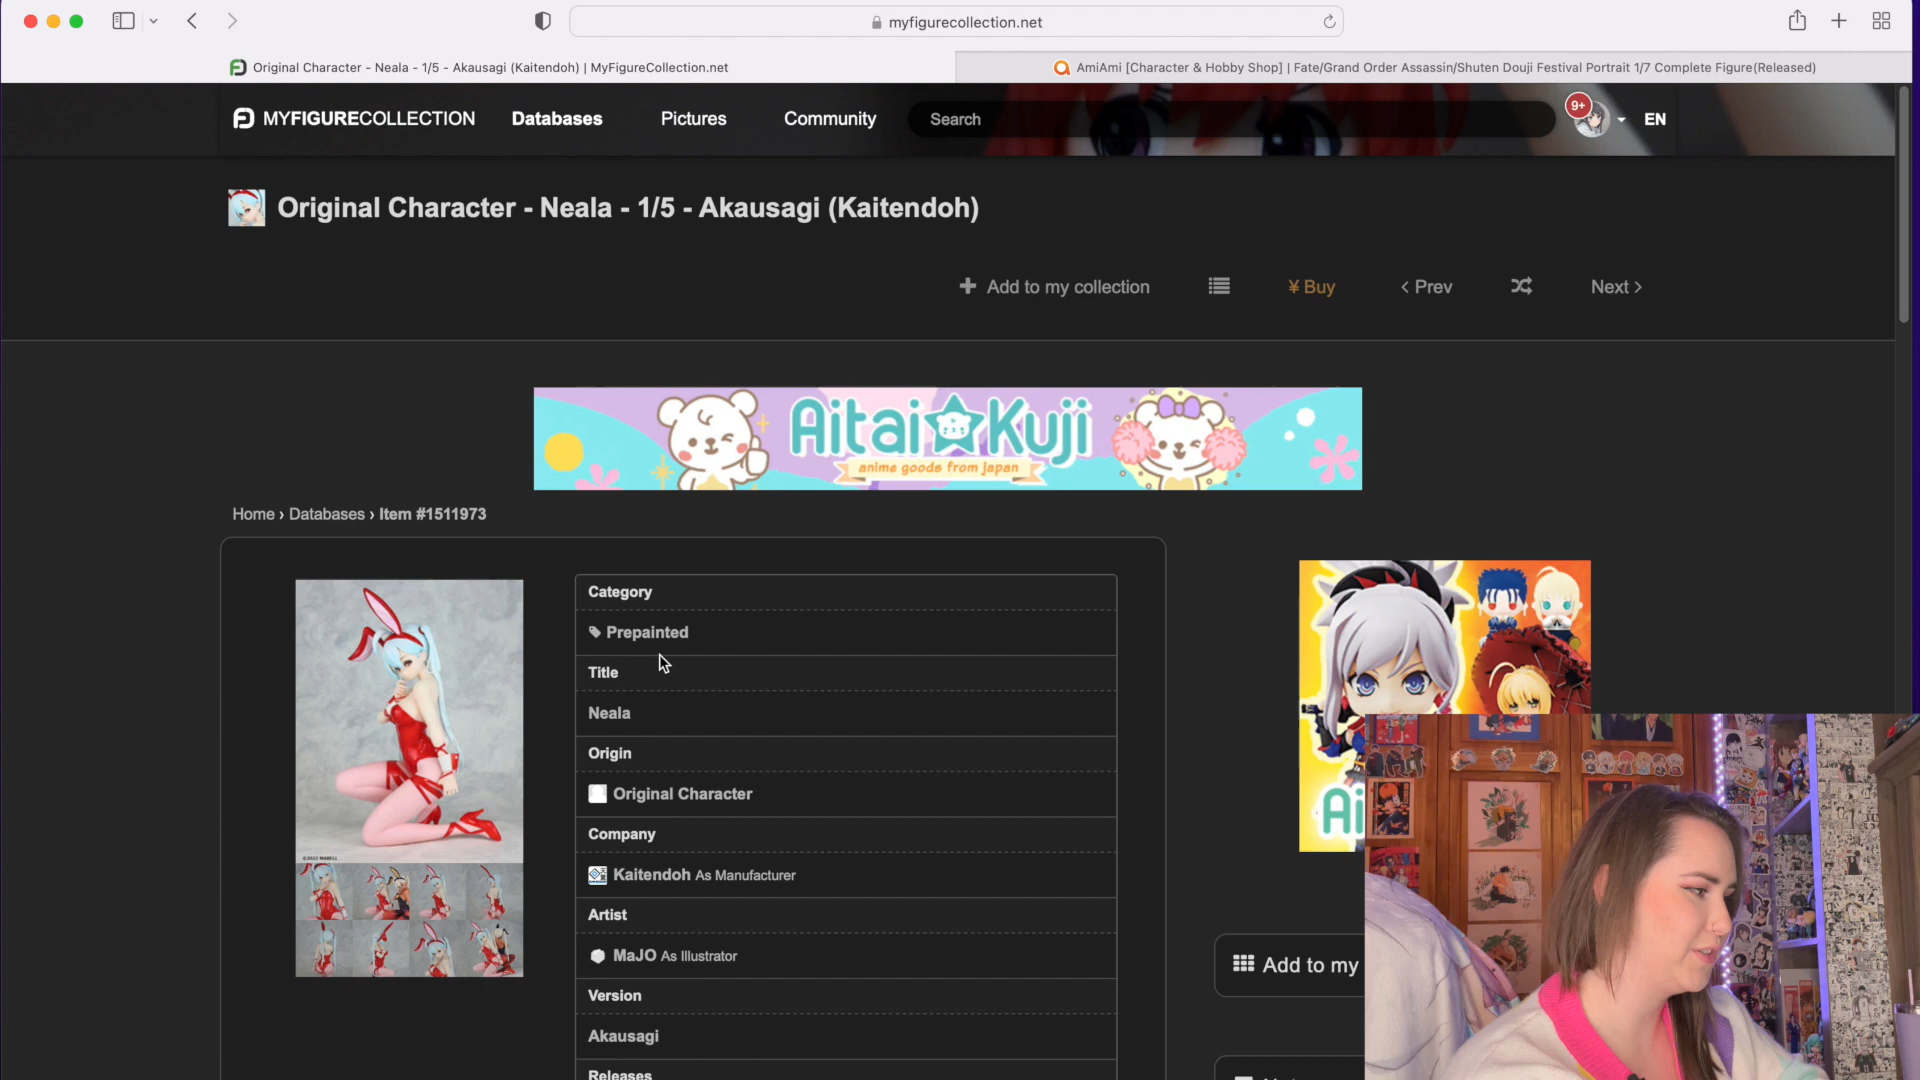 myfigurecollection.net
Original Character - Neala - 1/5 - Akausagi (Kaitendoh) | MyFigureCollection.net
AmiAmi [Character & Hobby Shop] | Fate/Grand Order Assassin/Shuten Douji Festival Portrait 1/7 Complete Figure(Released)
MYFIGURECOLLECTION
Databases
Pictures
Community
Search
9+
EN
Original Character - Neala - 1/5 - Akausagi (Kaitendoh)
Add to my collection
¥ Buy
‹ Prev
Next ›
Aitai Kuji
anime goods from japan
Home › Databases › Item #1511973
Category
Prepainted
Title
Neala
Origin
Original Character
Company
Kaitendoh As Manufacturer
Artist
MaJO As Illustrator
Version
Akausagi
Releases
Ai
Add to my